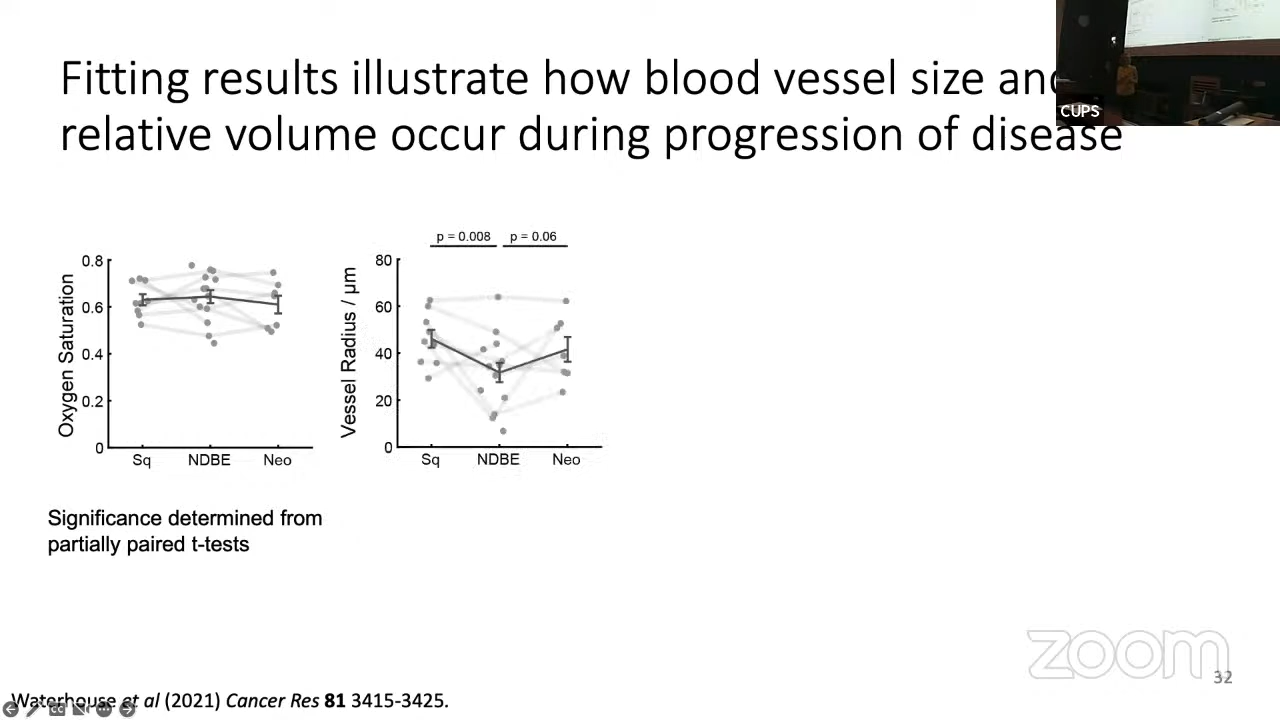 Fitting results illustrate how blood vessel size and
relative volume occur during progression of disease
CUPS
p = 0.008 p = 0.06
Oxygen Saturation
0.8
0.6
0.4
0.2
0
Sq NDBE Neo
Vessel Radius / μm
80
60
40
20
0
Sq NDBE Neo
Significance determined from
partially paired t-tests
zoom
32
Waterhouse et al (2021) Cancer Res 81 3415-3425.